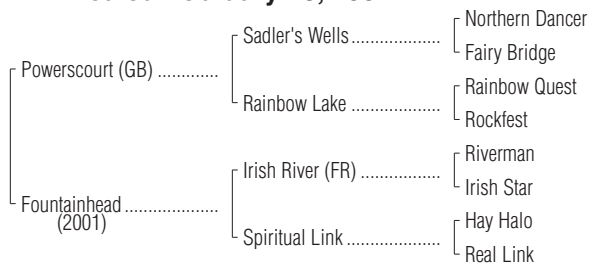 Northern Dancer
Sadler's Wells....................
Fairy Bridge
Powerscourt (GB) .............
Rainbow Quest
Rainbow Lake ....................
Rockfest
Riverman
Irish River (FR) ..................
Irish Star
Fountainhead.....................
(2001)
Hay Halo
Spiritual Link.....................
Real Link